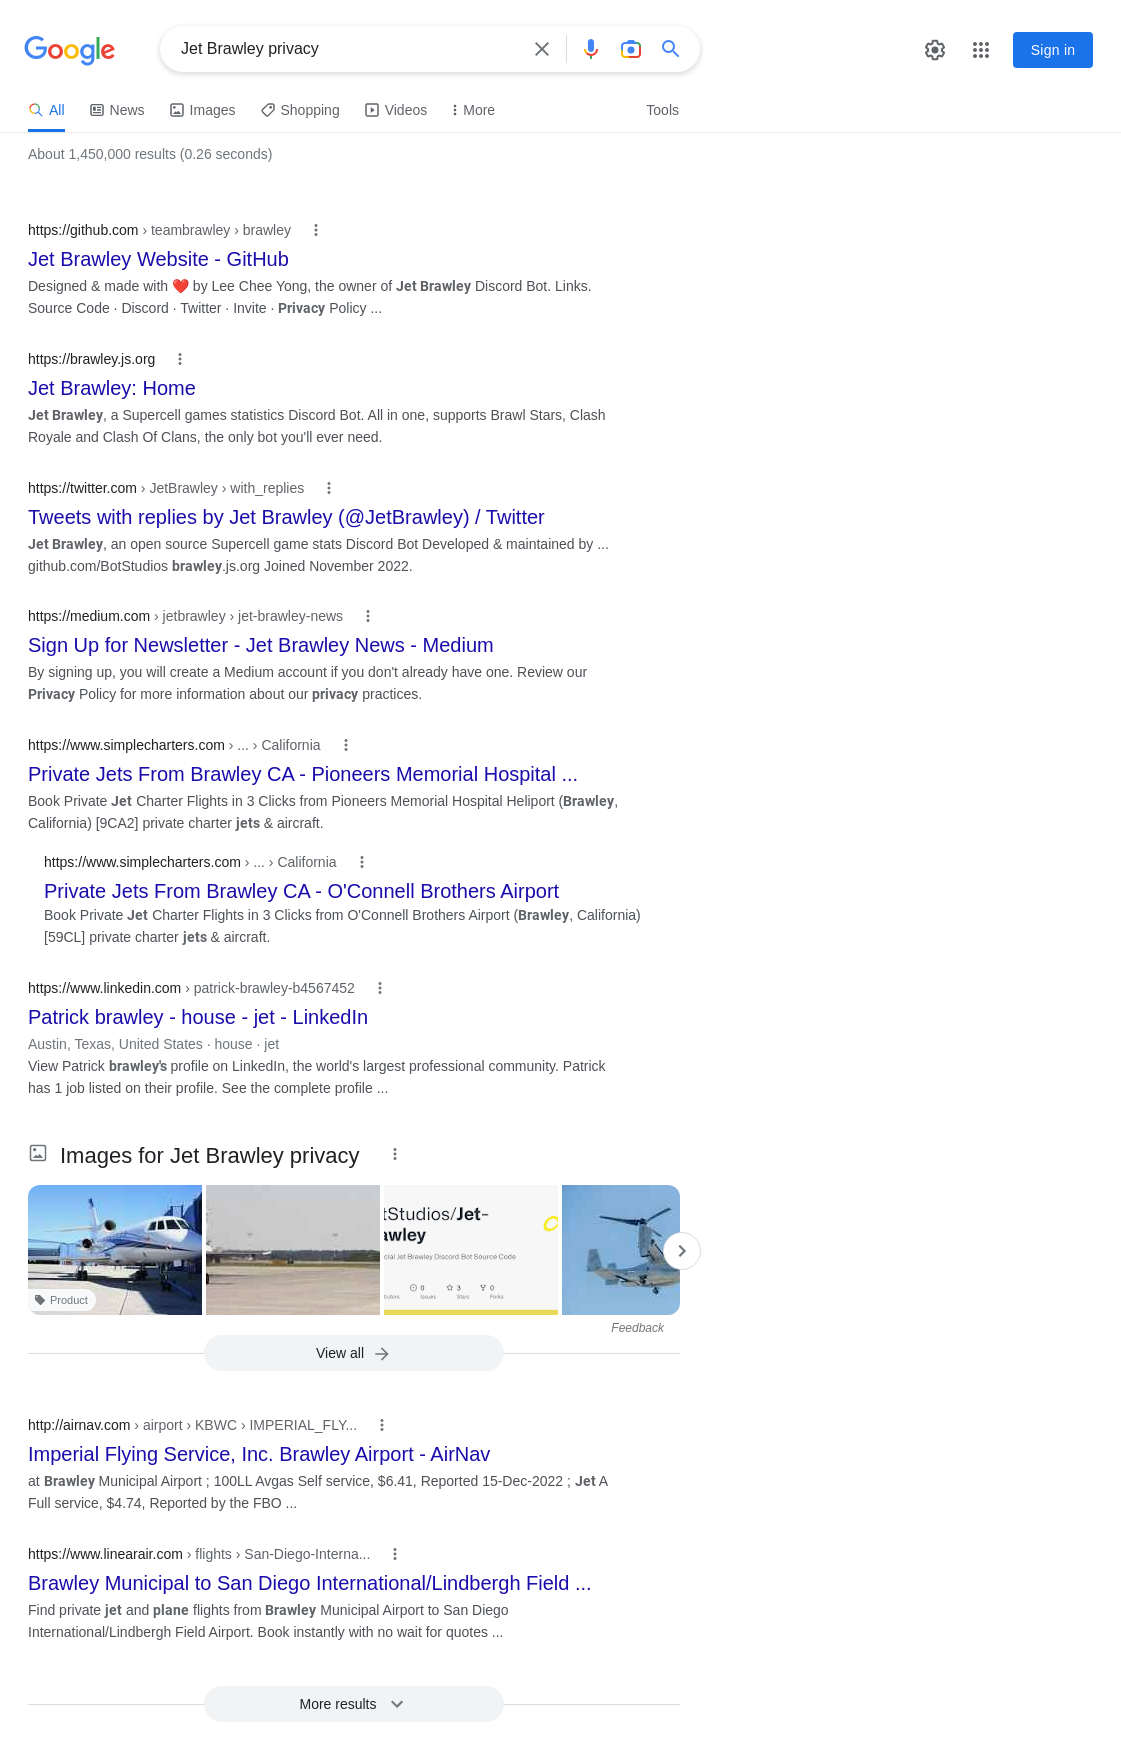 Google
Jet Brawley privacy
Sign in
All
News
Images
Shopping
Videos
More
Tools
About 1,450,000 results (0.26 seconds)
https://github.com › teambrawley › brawley
Jet Brawley Website - GitHub
Designed & made with ❤️ by Lee Chee Yong, the owner of Jet Brawley Discord Bot. Links.
Source Code · Discord · Twitter · Invite · Privacy Policy ...
https://brawley.js.org
Jet Brawley: Home
Jet Brawley, a Supercell games statistics Discord Bot. All in one, supports Brawl Stars, Clash
Royale and Clash Of Clans, the only bot you'll ever need.
https://twitter.com › JetBrawley › with_replies
Tweets with replies by Jet Brawley (@JetBrawley) / Twitter
Jet Brawley, an open source Supercell game stats Discord Bot Developed & maintained by ...
github.com/BotStudios brawley.js.org Joined November 2022.
https://medium.com › jetbrawley › jet-brawley-news
Sign Up for Newsletter - Jet Brawley News - Medium
By signing up, you will create a Medium account if you don't already have one. Review our
Privacy Policy for more information about our privacy practices.
https://www.simplecharters.com › ... › California
Private Jets From Brawley CA - Pioneers Memorial Hospital ...
Book Private Jet Charter Flights in 3 Clicks from Pioneers Memorial Hospital Heliport (Brawley,
California) [9CA2] private charter jets & aircraft.
https://www.simplecharters.com › ... › California
Private Jets From Brawley CA - O'Connell Brothers Airport
Book Private Jet Charter Flights in 3 Clicks from O'Connell Brothers Airport (Brawley, California)
[59CL] private charter jets & aircraft.
https://www.linkedin.com › patrick-brawley-b4567452
Patrick brawley - house - jet - LinkedIn
Austin, Texas, United States · house · jet
View Patrick brawley's profile on LinkedIn, the world's largest professional community. Patrick
has 1 job listed on their profile. See the complete profile ...
Images for Jet Brawley privacy
Product
tStudios/Jet-
awley
cial Jet Brawley Discord Bot Source Code
0 3 0
butors Issues Stars Forks
Feedback
View all
http://airnav.com › airport › KBWC › IMPERIAL_FLY...
Imperial Flying Service, Inc. Brawley Airport - AirNav
at Brawley Municipal Airport ; 100LL Avgas Self service, $6.41, Reported 15-Dec-2022 ; Jet A
Full service, $4.74, Reported by the FBO ...
https://www.linearair.com › flights › San-Diego-Interna...
Brawley Municipal to San Diego International/Lindbergh Field ...
Find private jet and plane flights from Brawley Municipal Airport to San Diego
International/Lindbergh Field Airport. Book instantly with no wait for quotes ...
More results